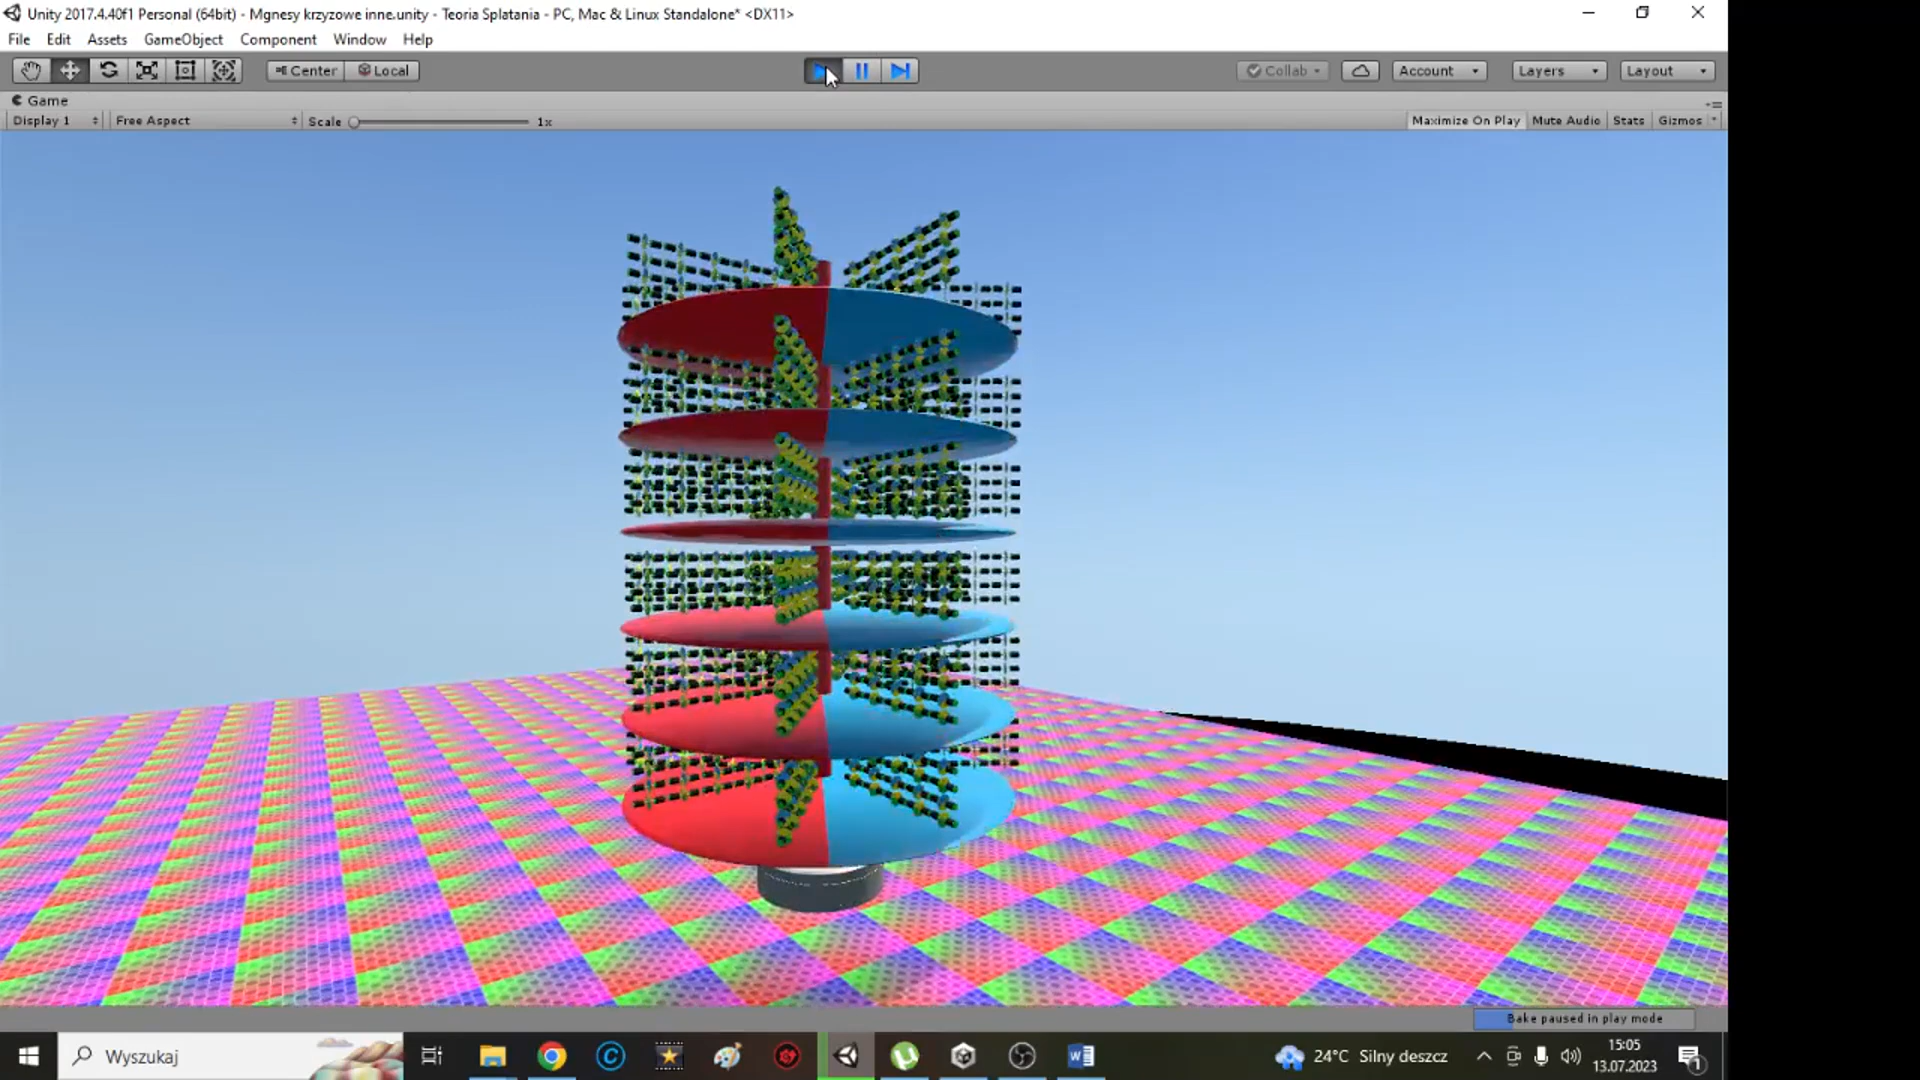 Unity 2017.4.40f1 Personal (64bit) - Mgnesy krzyzowe inne.unity - Teoria Splatania - PC, Mac & Linux Standalone* <DX11>
File Edit Assets GameObject Component Window Help
Center Local Collab Account Layers Layout
Game
Display 1 Free Aspect Scale 1x Maximize On Play Mute Audio Stats Gizmos
Bake paused in play mode
Wyszukaj 24°C Silny deszcz 15:05
13.07.2023 1